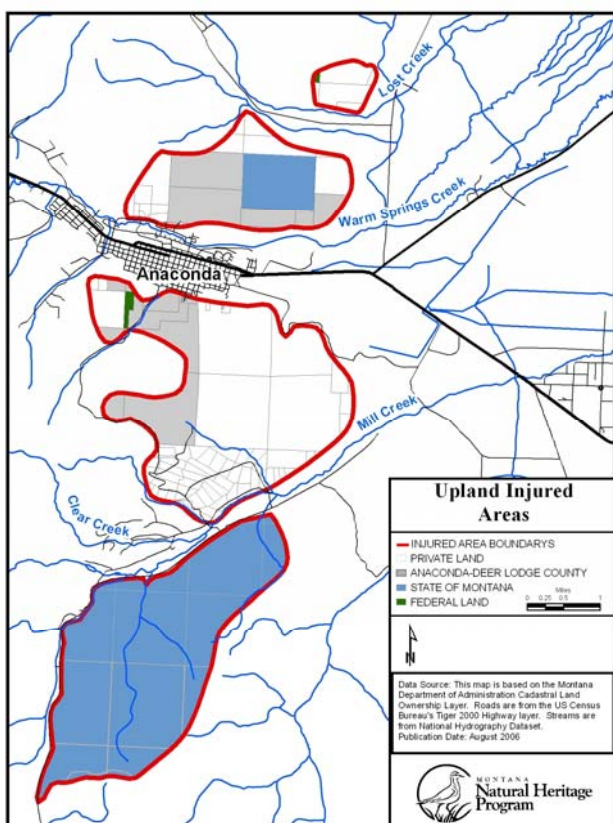 Lost Creek
Warm Springs Creek
Anaconda
Mill Creek
Clear Creek
Upland Injured
Areas
INJURED AREA BOUNDARYS
PRIVATE LAND
ANACONDA-DEER LODGE COUNTY
STATE OF MONTANA
FEDERAL LAND
Miles
0 0.25 0.5 1
N
Data Source: This map is based on the Montana
Department of Administration Cadastral Land
Ownership Layer. Roads are from the US Census
Bureau's Tiger 2000 Highway layer. Streams are
from National Hydrography Dataset.
Publication Date: August 2006
MONTANA
Natural Heritage
Program